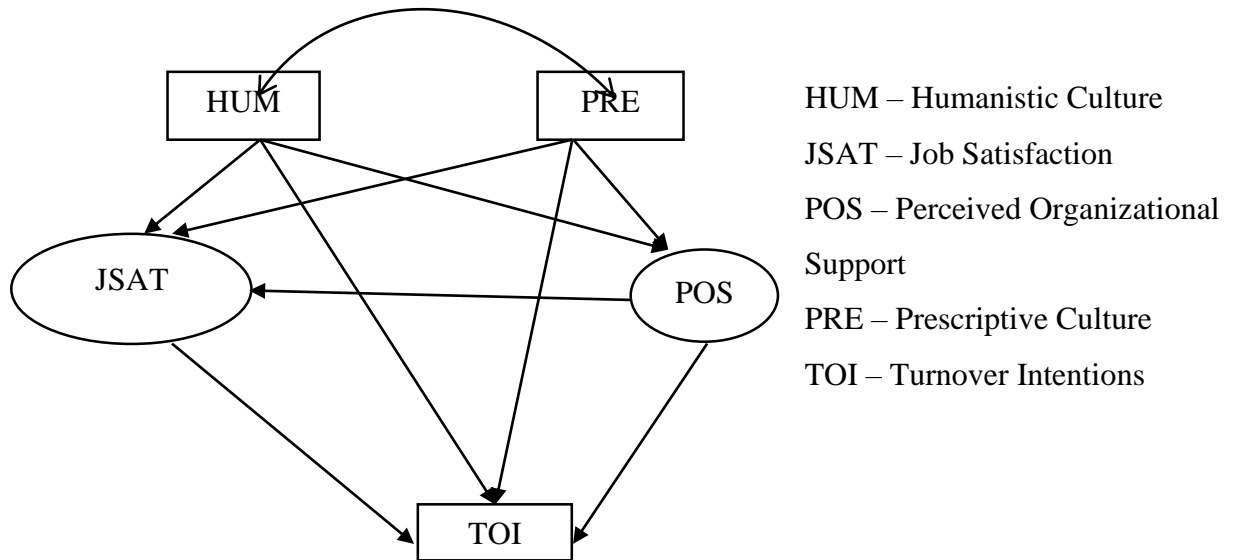 HUM
PRE
JSAT
POS
TOI
HUM – Humanistic Culture
JSAT – Job Satisfaction
POS – Perceived Organizational
Support
PRE – Prescriptive Culture
TOI – Turnover Intentions